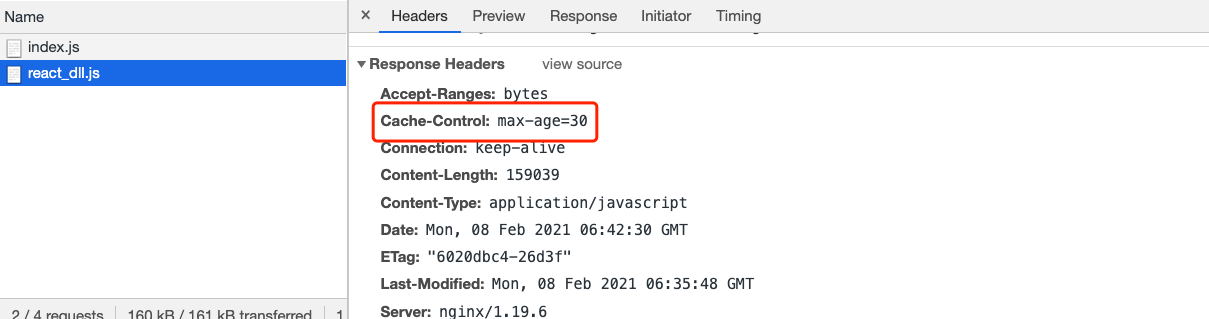 Name
index.js
react_dll.js
2 / 4 requests 160 kB / 161 kB transferred 1
× Headers Preview Response Initiator Timing
Response Headers view source
Accept-Ranges: bytes
Cache-Control: max-age=30
Connection: keep-alive
Content-Length: 159039
Content-Type: application/javascript
Date: Mon, 08 Feb 2021 06:42:30 GMT
ETag: "6020dbc4-26d3f"
Last-Modified: Mon, 08 Feb 2021 06:35:48 GMT
Server: nginx/1.19.6